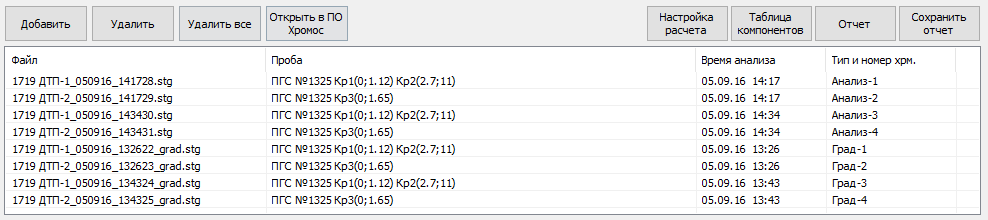 Добавить Удалить Удалить все Открыть в ПО Хромос Настройка расчета Таблица компонентов Отчет Сохранить отчет
Файл Проба Время анализа Тип и номер хрм.
1719 ДТП-1_050916_141728.stg ПГС №1325 Кр1(0;1.12) Кр2(2.7;11) 05.09.16 14:17 Анализ-1
1719 ДТП-2_050916_141729.stg ПГС №1325 Кр3(0;1.65) 05.09.16 14:17 Анализ-2
1719 ДТП-1_050916_143430.stg ПГС №1325 Кр1(0;1.12) Кр2(2.7;11) 05.09.16 14:34 Анализ-3
1719 ДТП-2_050916_143431.stg ПГС №1325 Кр3(0;1.65) 05.09.16 14:34 Анализ-4
1719 ДТП-1_050916_132622_grad.stg ПГС №1325 Кр1(0;1.12) Кр2(2.7;11) 05.09.16 13:26 Град-1
1719 ДТП-2_050916_132623_grad.stg ПГС №1325 Кр3(0;1.65) 05.09.16 13:26 Град-2
1719 ДТП-1_050916_134324_grad.stg ПГС №1325 Кр1(0;1.12) Кр2(2.7;11) 05.09.16 13:43 Град-3
1719 ДТП-2_050916_134325_grad.stg ПГС №1325 Кр3(0;1.65) 05.09.16 13:43 Град-4